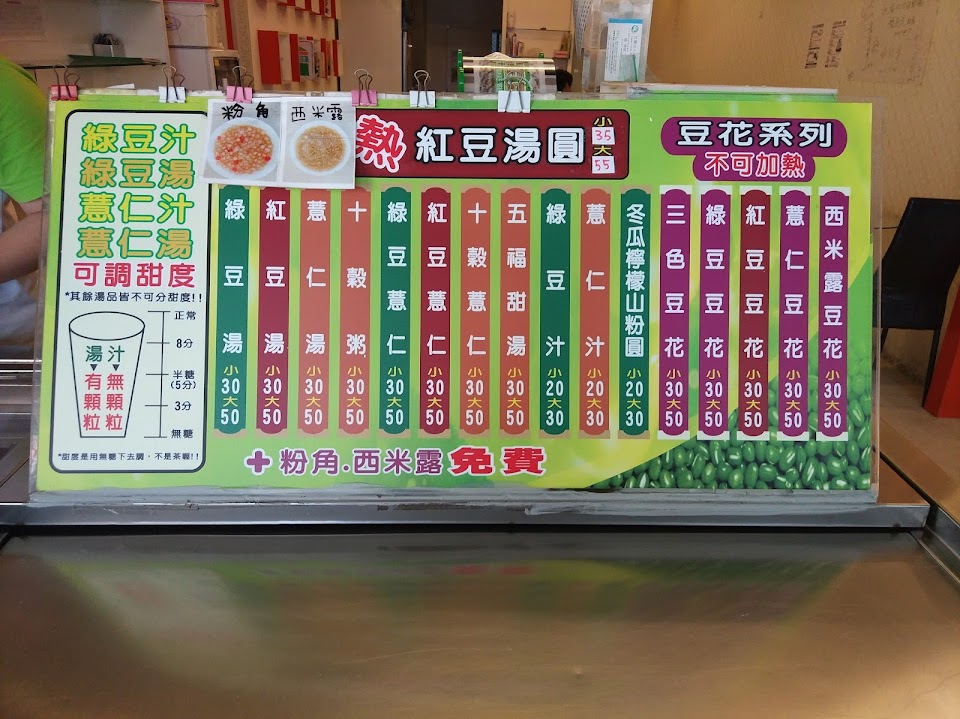 綠豆汁
綠豆湯
薏仁汁
薏仁湯
可調甜度
*其餘湯品皆不可分甜度!!
正常
8分
半糖
(5分)
3分
無糖
湯 汁
有顆粒 無顆粒
*甜度是用無糖下去調,不是茶喔!!
粉角
西米露
熱 紅豆湯圓 小35 大55
豆花系列
不可加熱
綠豆湯 小30 大50
紅豆湯 小30 大50
薏仁湯 小30 大50
十穀粥 小30 大50
綠豆薏仁 小30 大50
紅豆薏仁 小30 大50
十穀薏仁 小30 大50
五福甜湯 小30 大50
綠豆汁 小20 大30
薏仁汁 小20 大30
冬瓜檸檬山粉圓 小20 大30
三色豆花 小30 大50
綠豆豆花 小30 大50
紅豆豆花 小30 大50
薏仁豆花 小30 大50
西米露豆花 小30 大50
+粉角.西米露免費